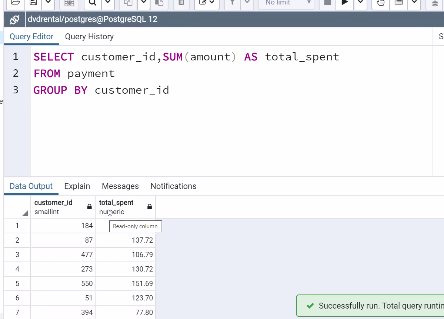 No limit
dvdrental/postgres@PostgreSQL 12
Query Editor Query History
S
1 SELECT customer_id,SUM(amount) AS total_spent
2 FROM payment
3 GROUP BY customer_id
Data Output Explain Messages Notifications
customer_id total_spent
smallint numeric
1 184
Read-only column
2 87 137.72
3 477 106.79
4 273 130.72
5 550 151.69
6 51 123.70
7 394 77.80
Successfully run. Total query runtin